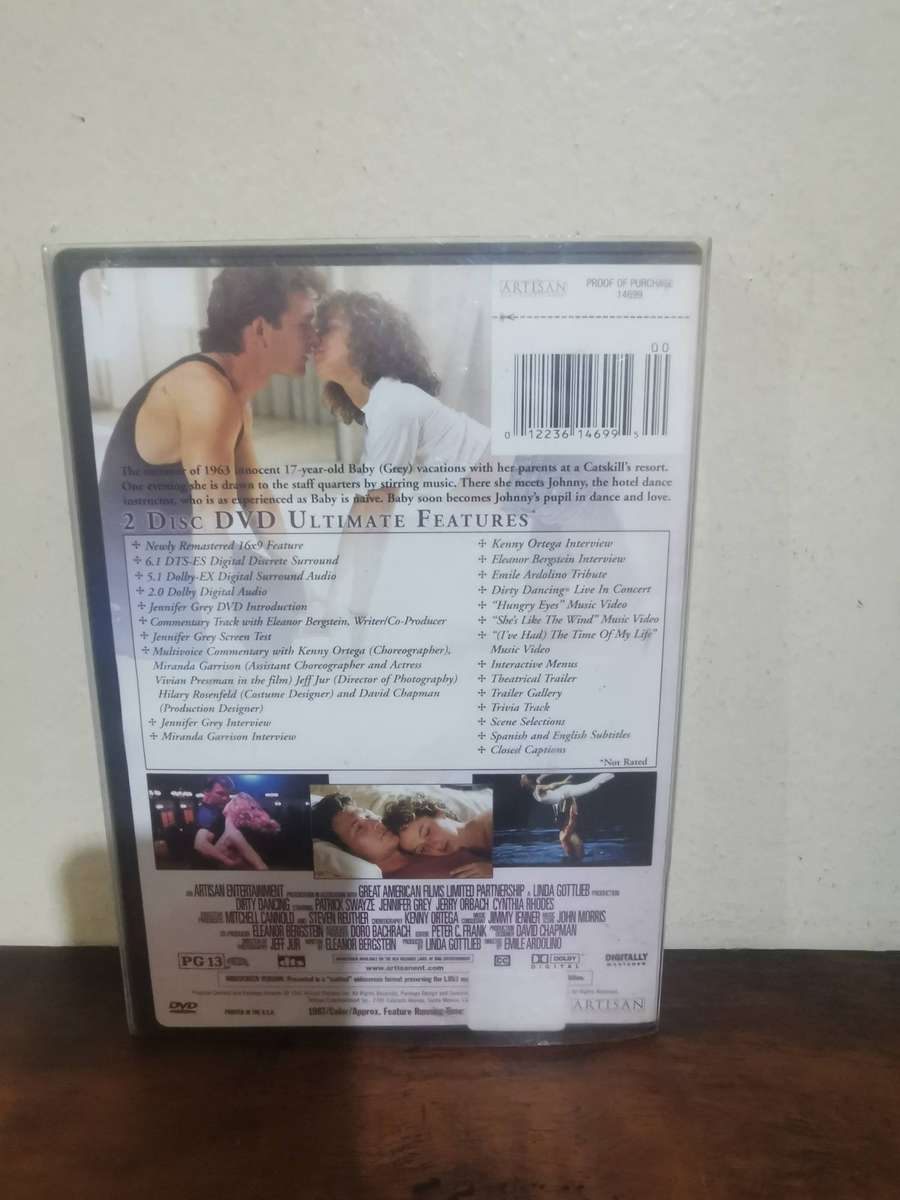 ARTISAN
PROOF OF PURCHASE
14699
00
0 12236 14699 5
The summer of 1963 innocent 17-year-old Baby (Grey) vacations with her parents at a Catskill's resort.
One evening she is drawn to the staff quarters by stirring music. There she meets Johnny, the hotel dance
instructor, who is as experienced as Baby is naive. Baby soon becomes Johnny's pupil in dance and love.
2 DISC DVD ULTIMATE FEATURES*
Newly Remastered 16x9 Feature
6.1 DTS-ES Digital Discrete Surround
5.1 Dolby-EX Digital Surround Audio
2.0 Dolby Digital Audio
Jennifer Grey DVD Introduction
Commentary Track with Eleanor Bergstein, Writer/Co-Producer
Jennifer Grey Screen Test
Multivoice Commentary with Kenny Ortega (Choreographer),
Miranda Garrison (Assistant Choreographer and Actress
Vivian Pressman in the film) Jeff Jur (Director of Photography)
Hilary Rosenfeld (Costume Designer) and David Chapman
(Production Designer)
Jennifer Grey Interview
Miranda Garrison Interview
Kenny Ortega Interview
Eleanor Bergstein Interview
Emile Ardolino Tribute
Dirty Dancing® Live In Concert
"Hungry Eyes" Music Video
"She's Like The Wind" Music Video
"(I've Had) The Time Of My Life"
Music Video
Interactive Menus
Theatrical Trailer
Trailer Gallery
Trivia Track
Scene Selections
Spanish and English Subtitles
Closed Captions
*Not Rated
ARTISAN ENTERTAINMENT GREAT AMERICAN FILMS LIMITED PARTNERSHIP LINDA GOTTLIEB PRODUCTION
DIRTY DANCING STARRING PATRICK SWAYZE JENNIFER GREY JERRY ORBACH CYNTHIA RHODES
MITCHELL CANNOLD AND STEVEN REUTHER CHOREOGRAPHY KENNY ORTEGA JIMMY IENNER JOHN MORRIS
ELEANOR BERGSTEIN DORO BACHRACH EDITOR PETER C. FRANK PRODUCTION DESIGNER DAVID CHAPMAN
JEFF JUR ELEANOR BERGSTEIN LINDA GOTTLIEB EMILE ARDOLINO
PG 13
dts
www.artisanent.com
CC
DOLBY
DIGITAL
DIGITALLY
MASTERED
DVD
VIDEO
PRINTED IN THE U.S.A.
1987/Color/Approx. Feature Running Time:
ARTISAN